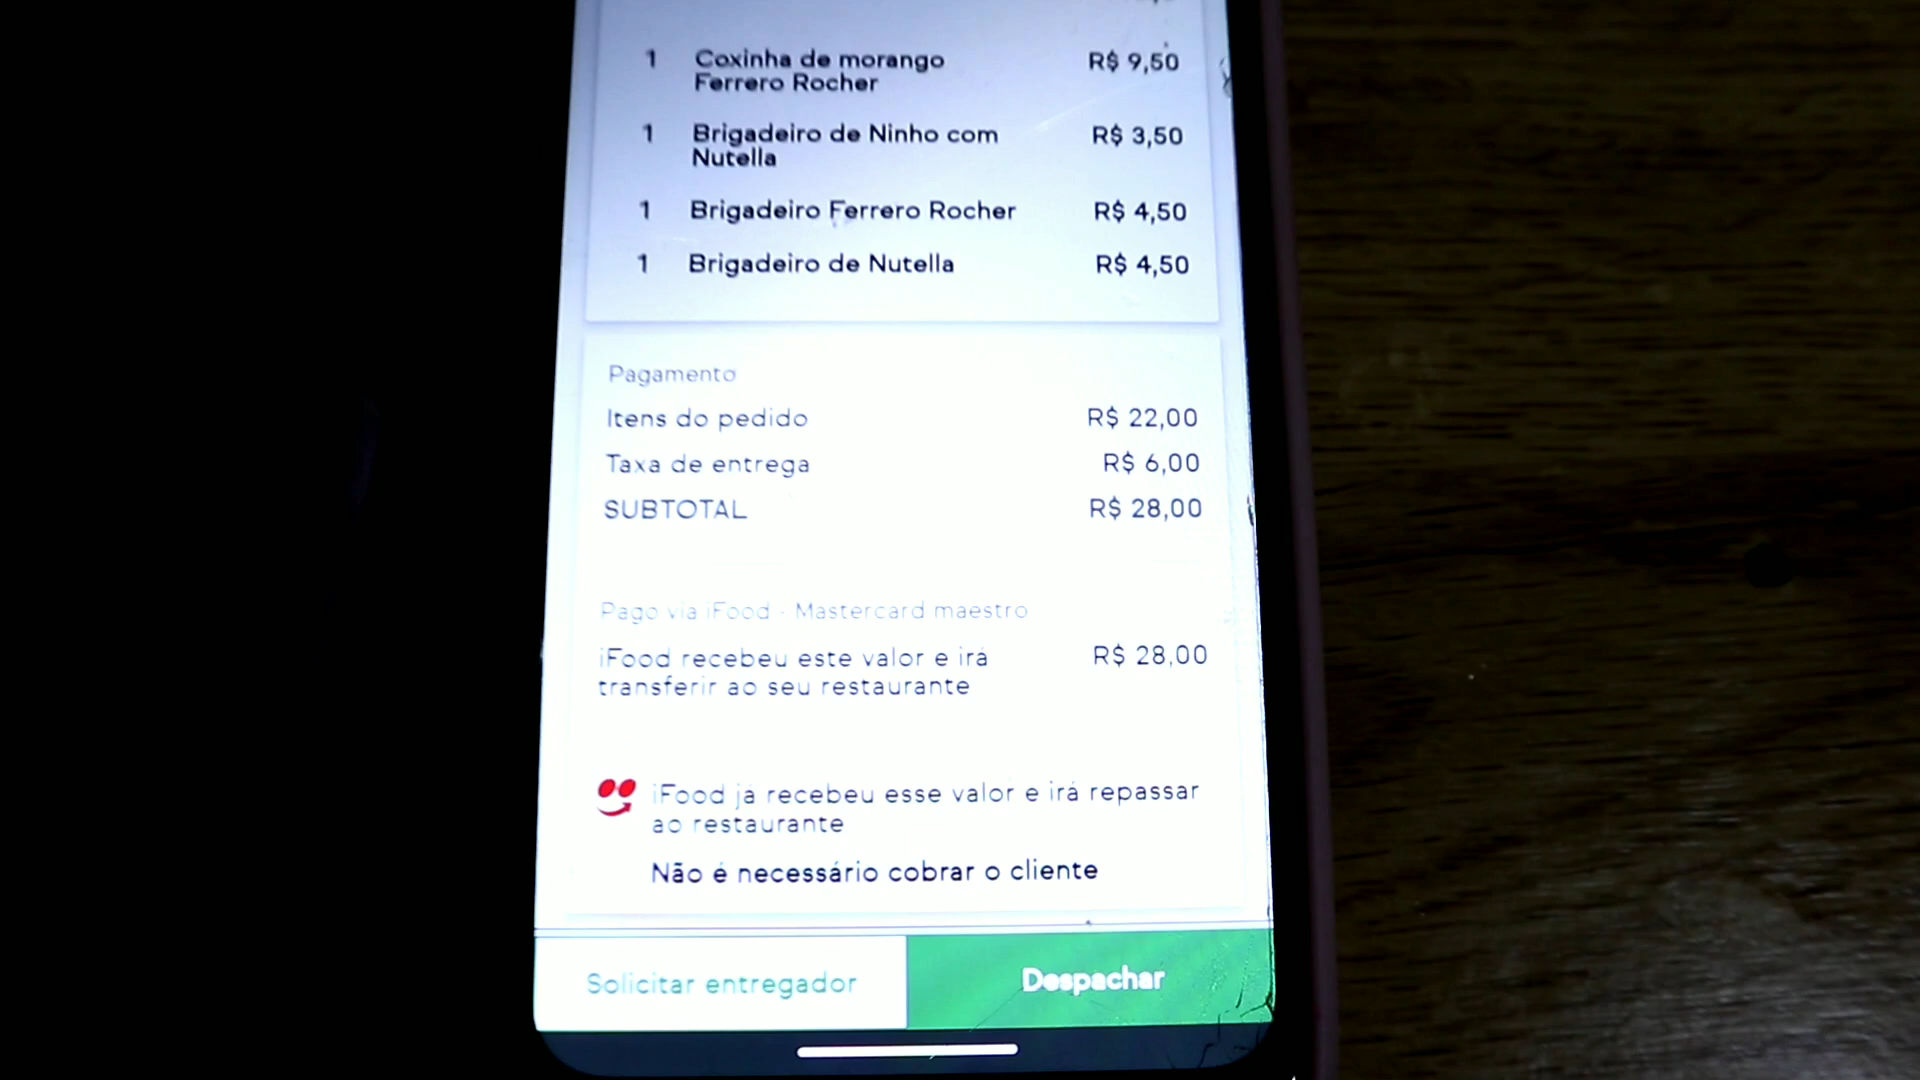 1 Coxinha de morango R$ 9,50
Ferrero Rocher
1 Brigadeiro de Ninho com R$ 3,50
Nutella
1 Brigadeiro Ferrero Rocher R$ 4,50
1 Brigadeiro de Nutella R$ 4,50
Pagamento
Itens do pedido R$ 22,00
Taxa de entrega R$ 6,00
SUBTOTAL R$ 28,00
Pago via iFood - Mastercard maestro
iFood recebeu este valor e irá R$ 28,00
transferir ao seu restaurante
iFood já recebeu esse valor e irá repassar
ao restaurante
Não é necessário cobrar o cliente
Solicitar entregador Despachar